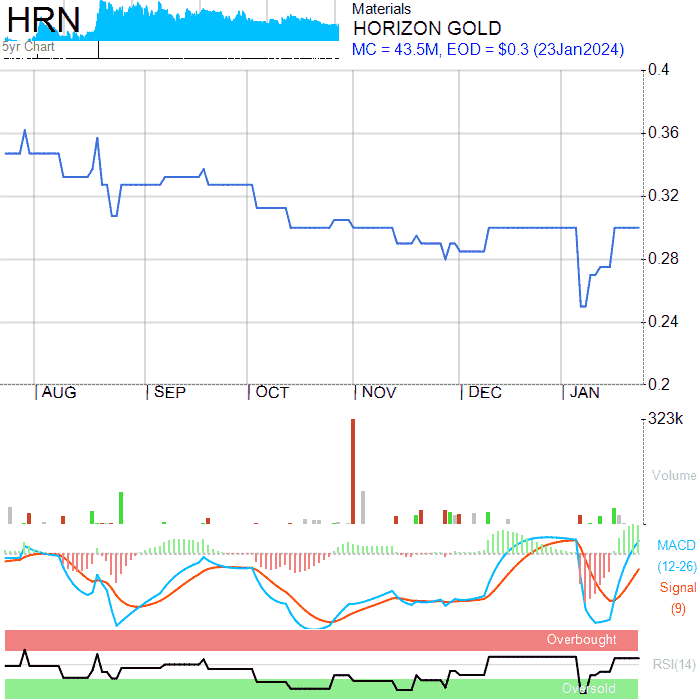 HRN
5yr Chart
Materials
HORIZON GOLD
MC = 43.5M, EOD = $0.3 (23Jan2024)
0.4
0.36
0.32
0.28
0.24
0.2
AUG SEP OCT NOV DEC JAN
323k
Volume
MACD
(12-26)
Signal
(9)
Overbought
RSI(14)
Oversold